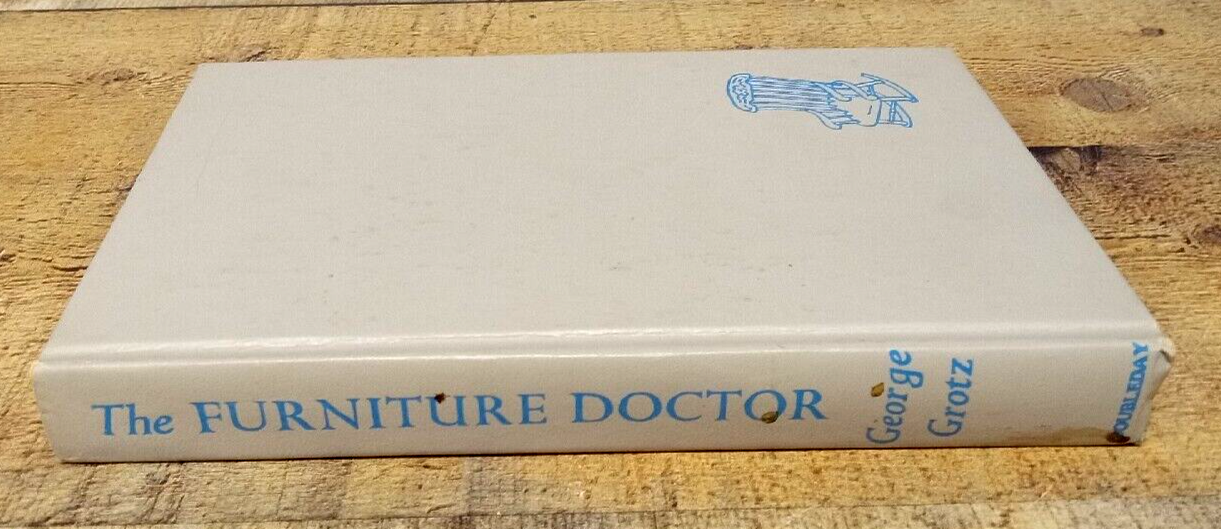 The FURNITURE DOCTOR
George
Grotz
DOUBLEDAY